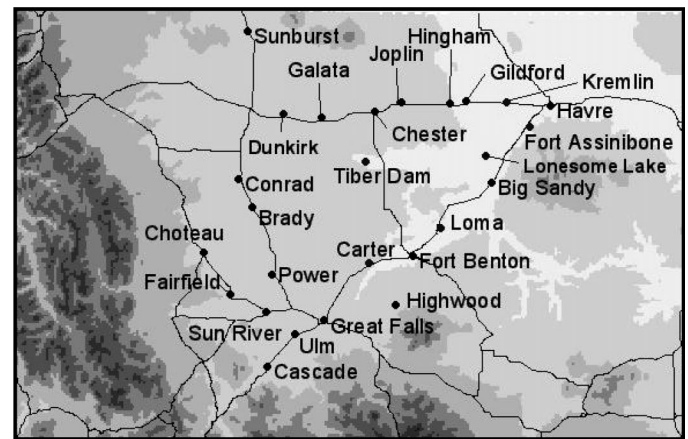 Sunburst
Hingham
Joplin
Galata
Gildford
Kremlin
Havre
Dunkirk
Chester
Fort Assinibone
Tiber Dam
Lonesome Lake
Conrad
Big Sandy
Brady
Loma
Choteau
Carter
Fort Benton
Fairfield
Power
Highwood
Sun River
Great Falls
Ulm
Cascade